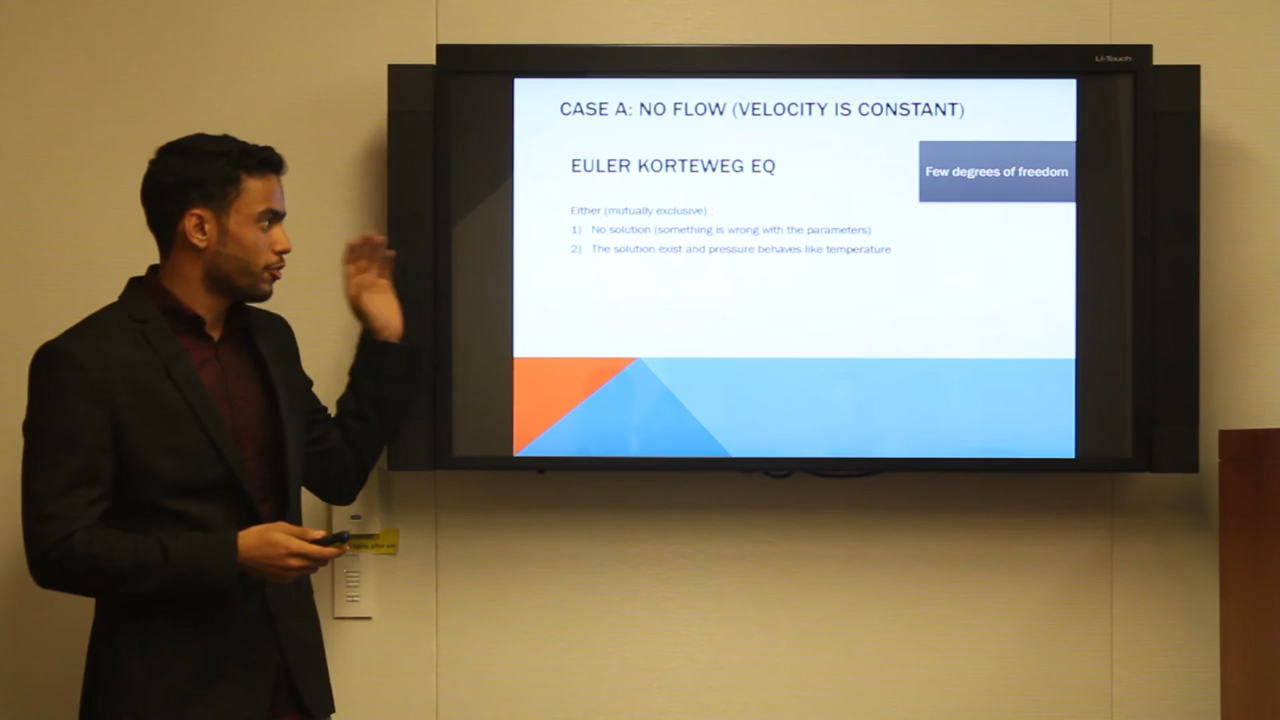 U-Touch
CASE A: NO FLOW (VELOCITY IS CONSTANT)
EULER KORTEWEG EQ
Few degrees of freedom
Either (mutually exclusive) :
1) No solution (something is wrong with the parameters)
2) The solution exist and pressure behaves like temperature